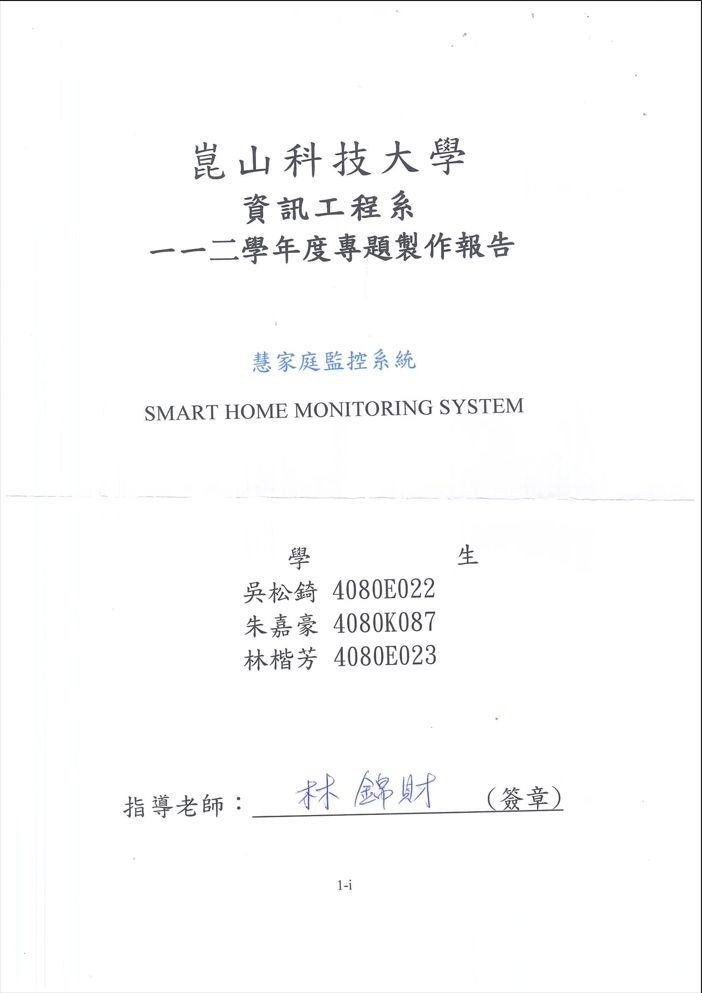 崑山科技大學
資訊工程系
一一二學年度專題製作報告
慧家庭監控系統
SMART HOME MONITORING SYSTEM
學 生
吳松錡 4080E022
朱嘉豪 4080K087
林楷芳 4080E023
指導老師：林錦財（簽章）
1-i